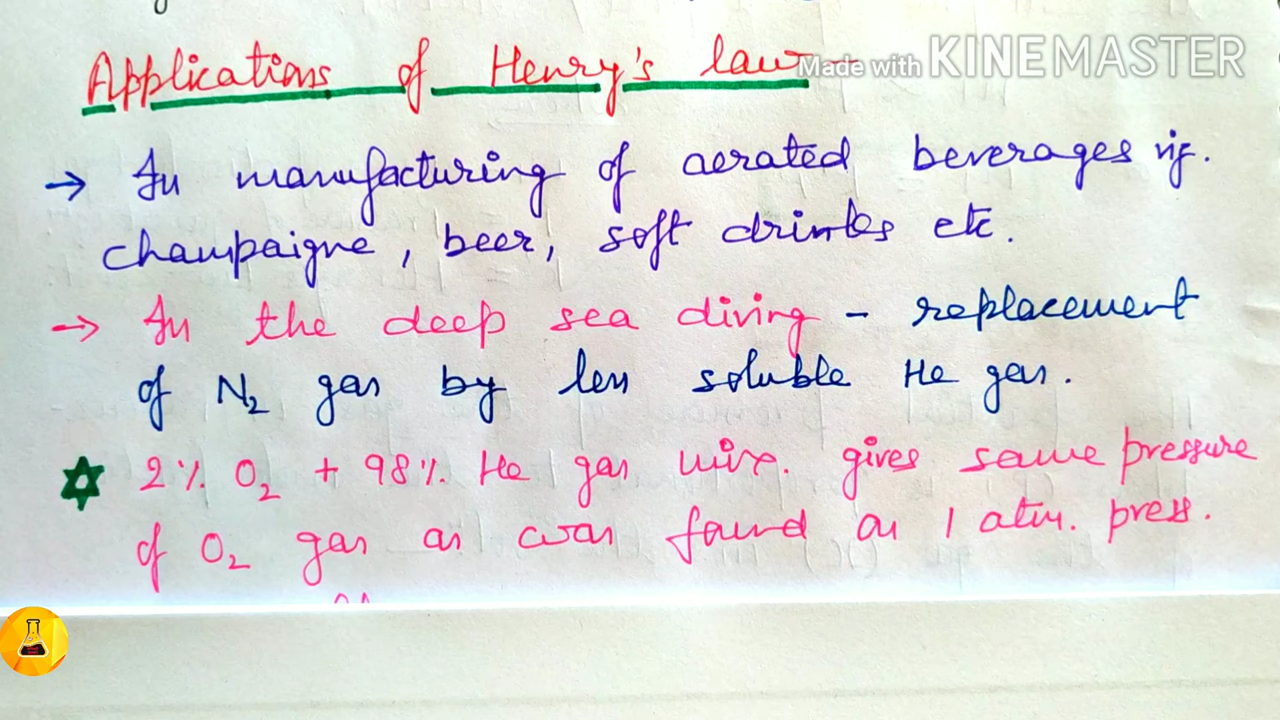 Applications of Henry's law
Made with KINEMASTER
→ In manufacturing of aerated beverages viz.
champaigne, beer, soft drinks etc.
→ In the deep sea diving - replacement
of N₂ gas by less soluble He gas.
2% O₂ + 98% He gas mix. gives same pressure
of O₂ gas as was found as 1 atm. press.